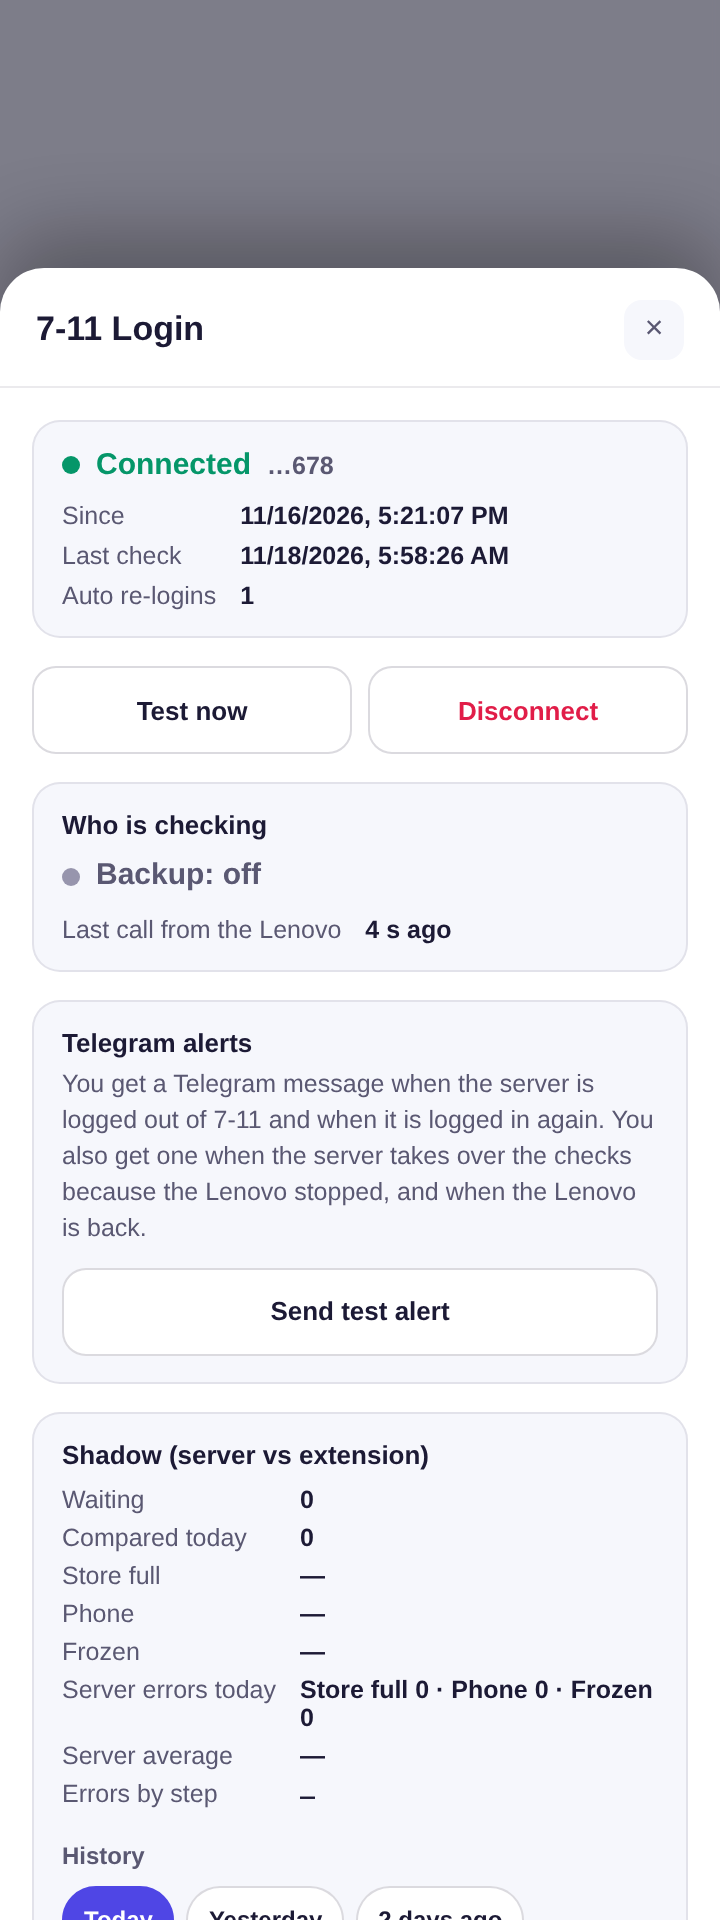 7-11 Login
✕
Connected …678
Since 11/16/2026, 5:21:07 PM
Last check 11/18/2026, 5:58:26 AM
Auto re-logins 1
Test now Disconnect
Who is checking
Backup: off
Last call from the Lenovo 4 s ago
Telegram alerts
You get a Telegram message when the server is
logged out of 7-11 and when it is logged in again. You
also get one when the server takes over the checks
because the Lenovo stopped, and when the Lenovo
is back.
Send test alert
Shadow (server vs extension)
Waiting 0
Compared today 0
Store full —
Phone —
Frozen —
Server errors today Store full 0 · Phone 0 · Frozen
0
Server average —
Errors by step –
History
Today Yesterday 2 days ago